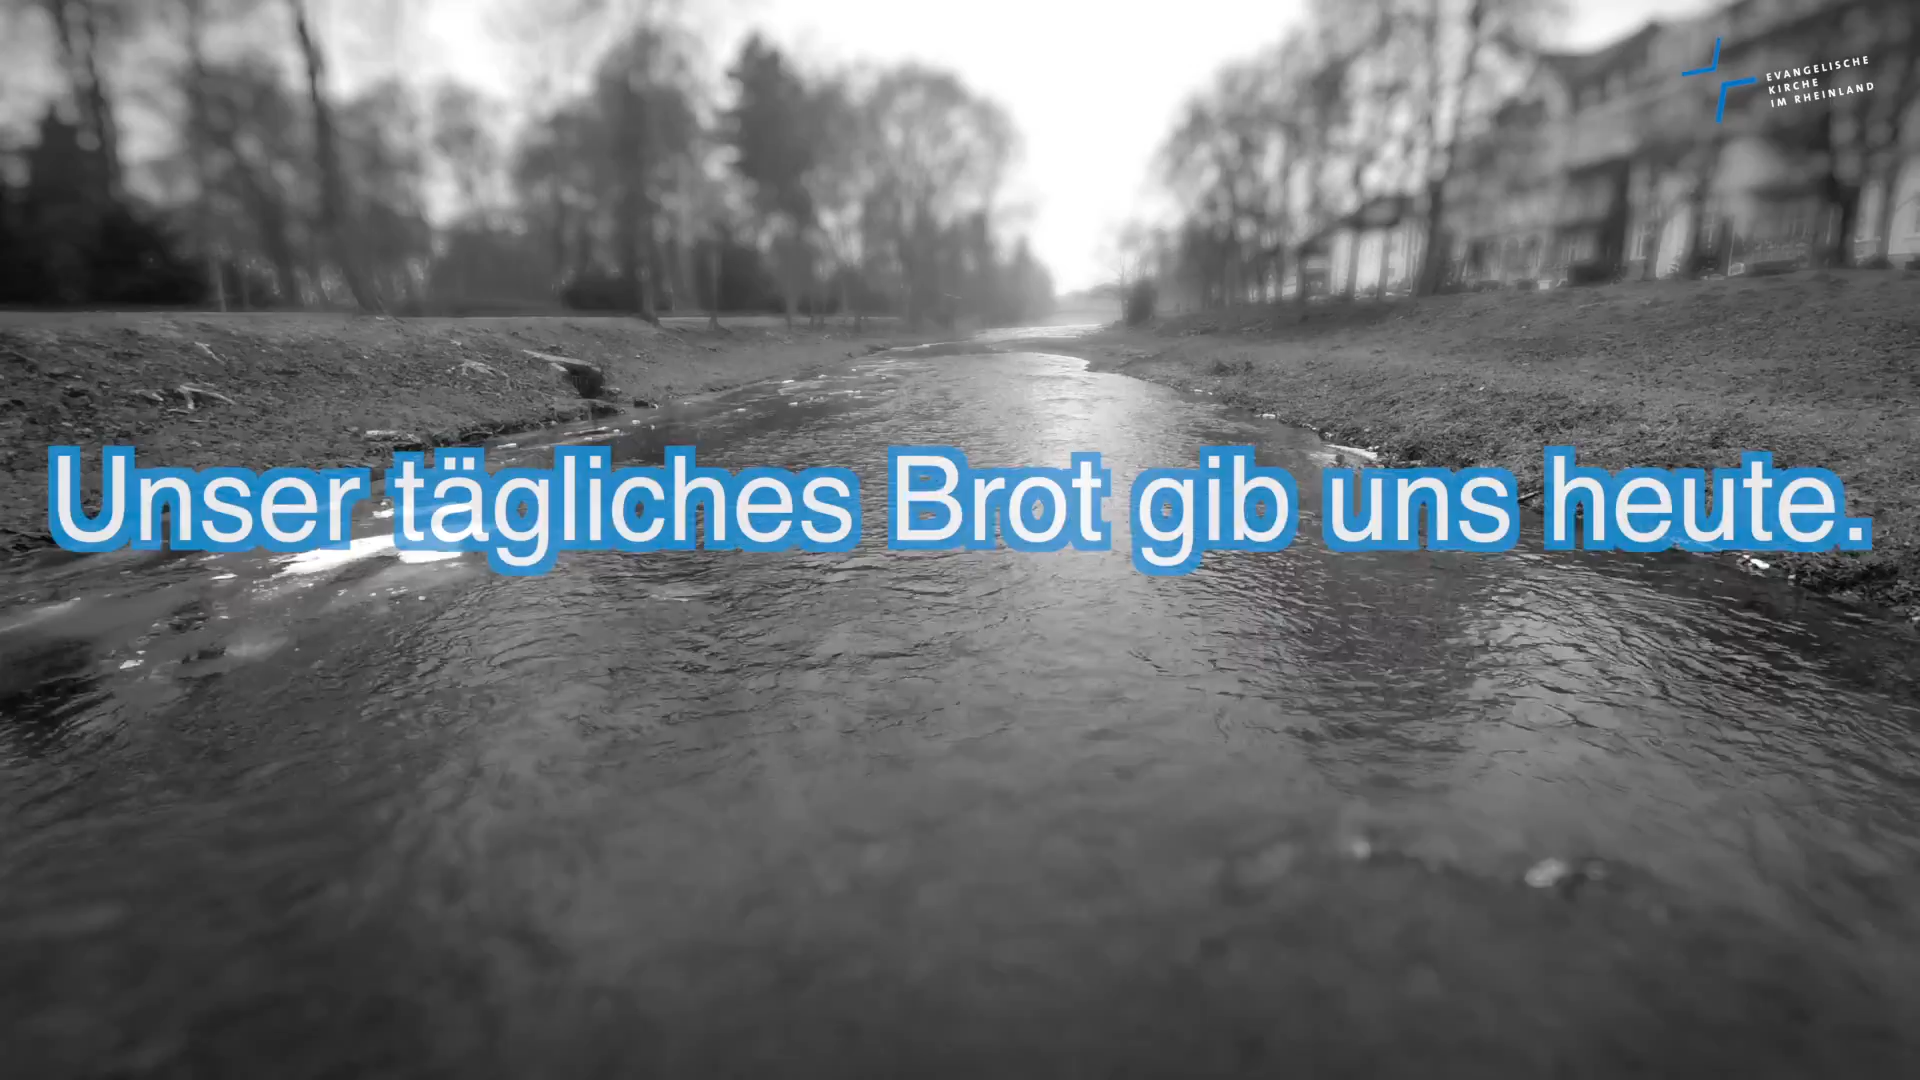 EVANGELISCHE
KIRCHE
IM RHEINLAND
Unser tägliches Brot gib uns heute.